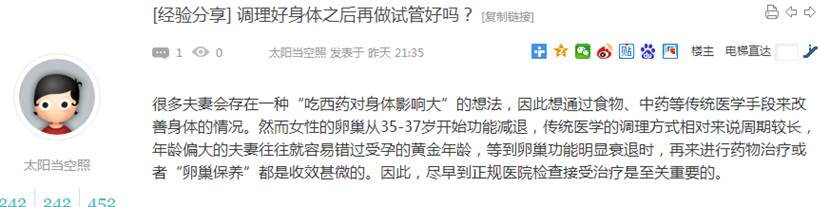 [经验分享] 调理好身体之后再做试管好吗？ [复制链接]
1 0 太阳当空照 发表于 昨天 21:35 楼主 电梯直达
很多夫妻会存在一种“吃西药对身体影响大”的想法，因此想通过食物、中药等传统医学手段来改
善身体的情况。然而女性的卵巢从35-37岁开始功能减退，传统医学的调理方式相对来说周期较长，
年龄偏大的夫妻往往就容易错过受孕的黄金年龄，等到卵巢功能明显衰退时，再来进行药物治疗或
者“卵巢保养”都是收效甚微的。因此，尽早到正规医院检查接受治疗是至关重要的。
太阳当空照
242 242 452